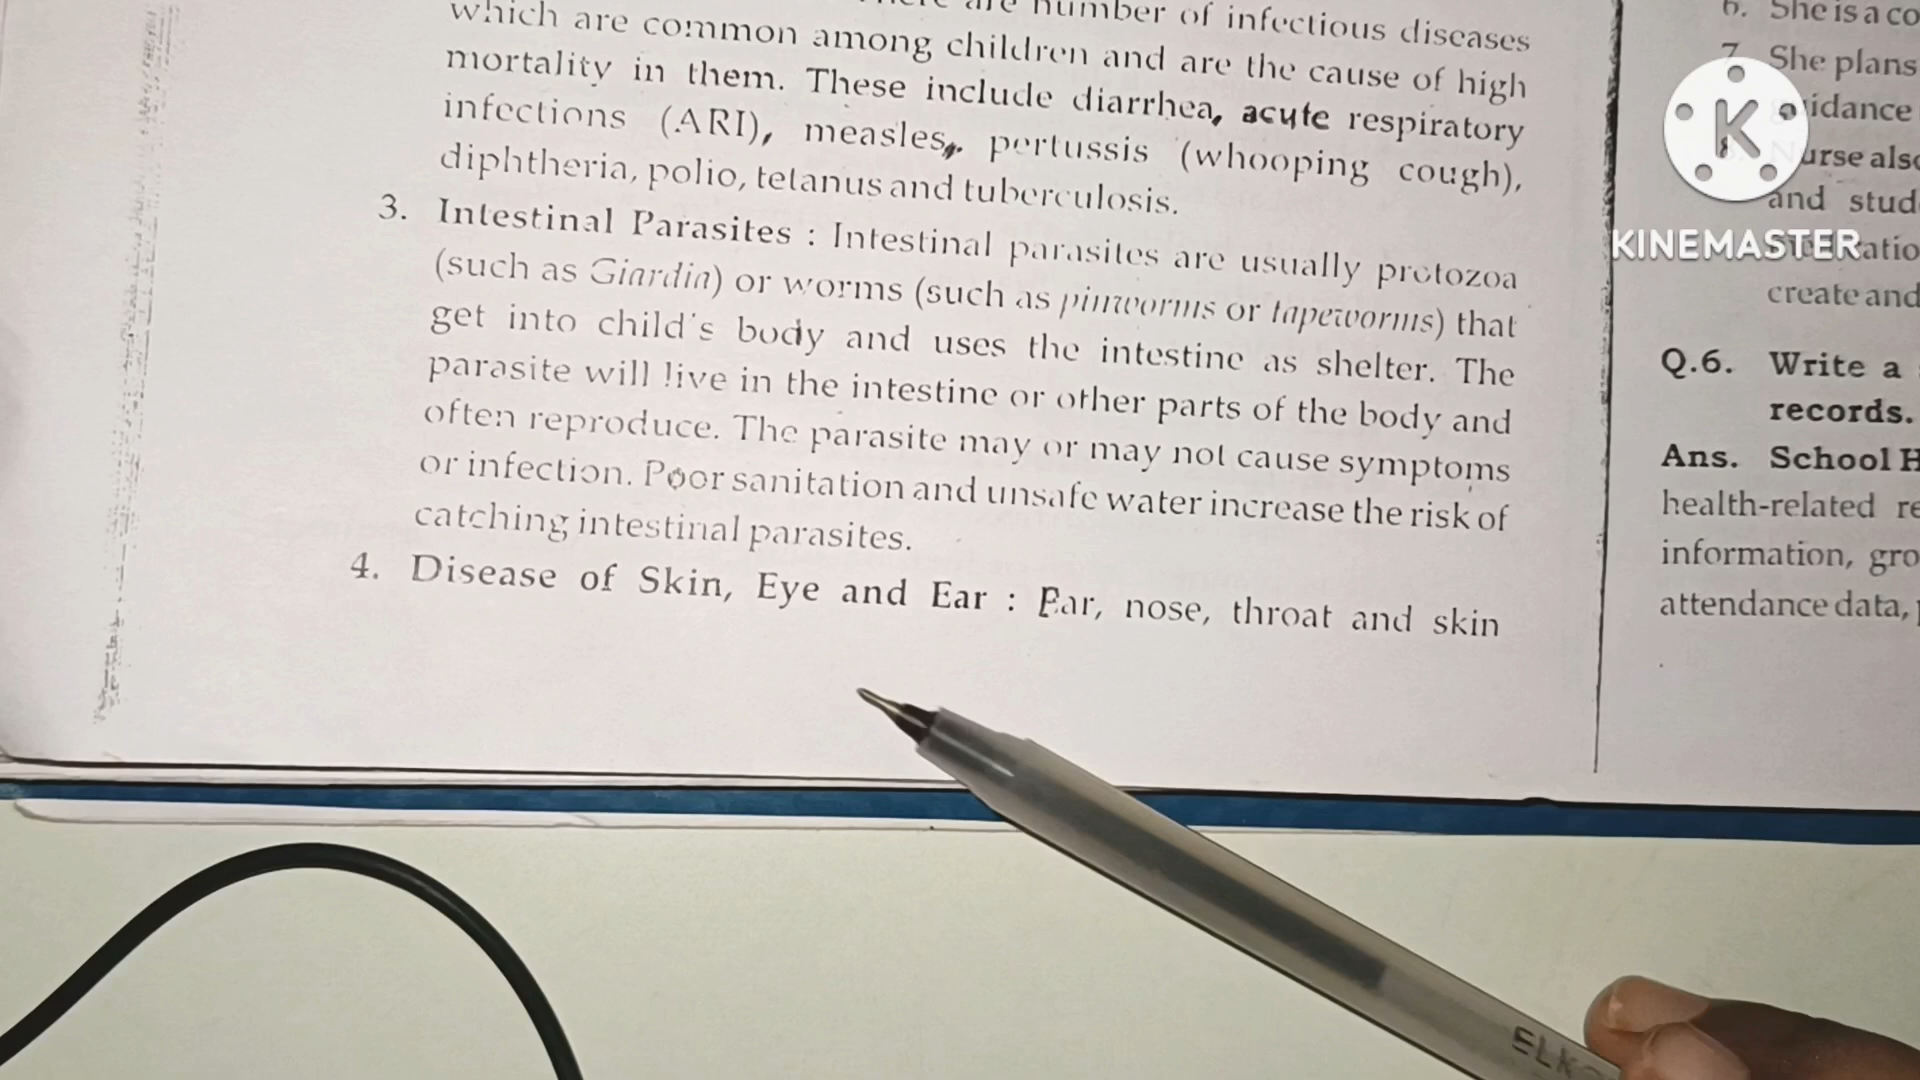 are number of infectious diseases
which are common among children and are the cause of high
mortality in them. These include diarrhea, acute respiratory
infections (ARI), measles, pertussis (whooping cough),
diphtheria, polio, tetanus and tuberculosis.
3. Intestinal Parasites : Intestinal parasites are usually protozoa
(such as Giardia) or worms (such as pinworms or tapeworms) that
get into child's body and uses the intestine as shelter. The
parasite will live in the intestine or other parts of the body and
often reproduce. The parasite may or may not cause symptoms
or infection. Poor sanitation and unsafe water increase the risk of
catching intestinal parasites.
4. Disease of Skin, Eye and Ear : Ear, nose, throat and skin
6. She is a co
7. She plans
idance
urse also
and stud
atio
create and
Q.6. Write a
records.
Ans. School H
health-related re
information, gro
attendance data,
K
KINEMASTER
ELK